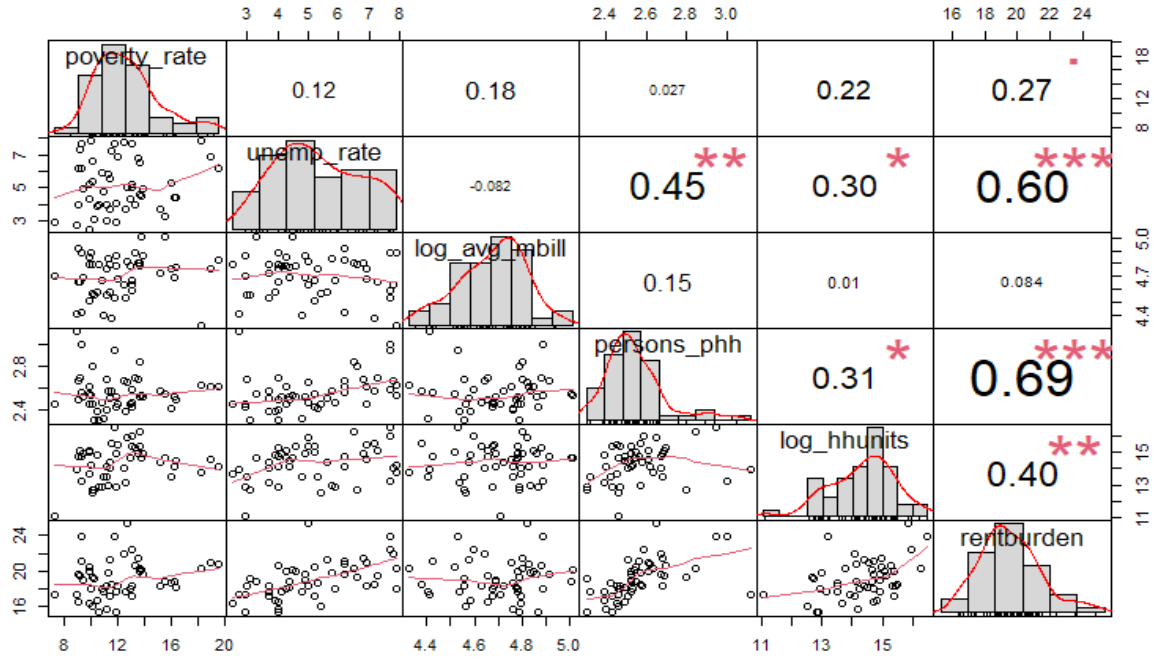 3 4 5 6 7 8 2.4 2.6 2.8 3.0 16 18 20 22 24
poverty_rate 0.12 0.18 0.027 0.22 0.27 . 8 12 18
7 5 3 unemp_rate -0.082 0.45 ** 0.30 * 0.60 ***
log_avg_mbill 0.15 0.01 0.084 4.4 4.7 5.0
2.8 2.4 persons_phh 0.31 * 0.69 ***
log_hhunits 0.40 ** 11 13 15
24 20 16 rentburden
8 12 16 20 4.4 4.6 4.8 5.0 11 13 15